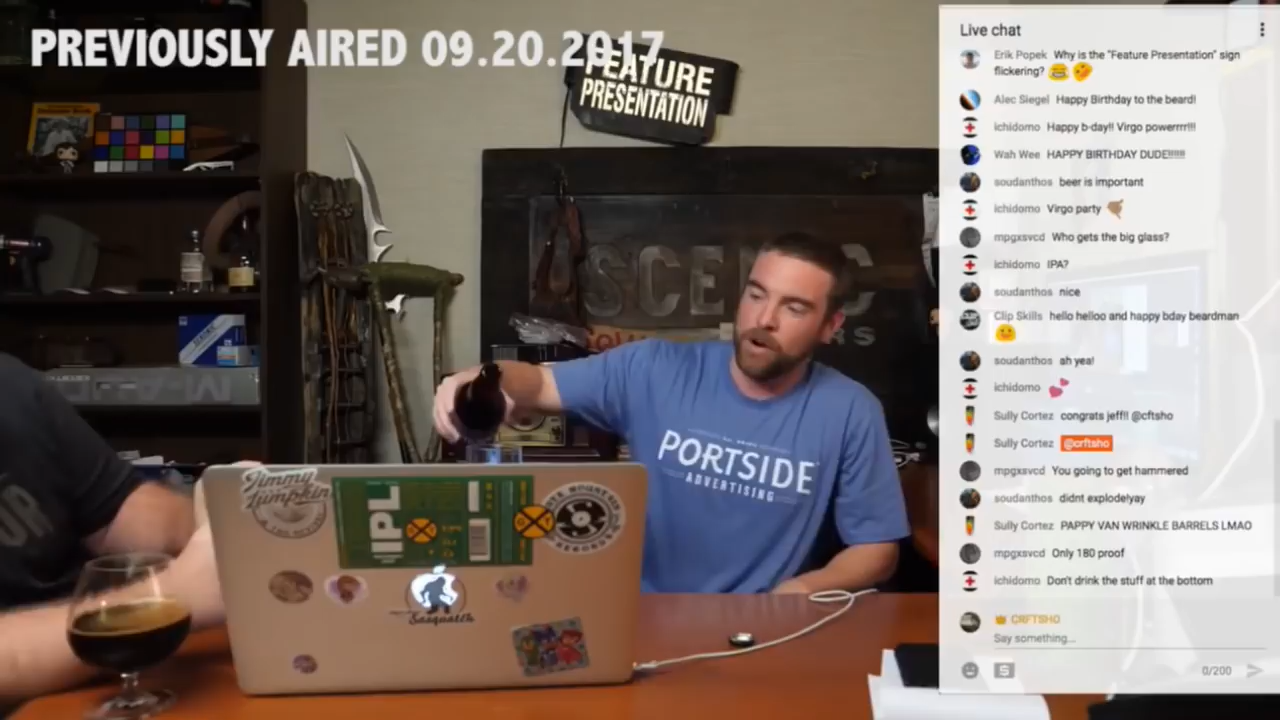 PREVIOUSLY AIRED 09.20.2017
FEATURE
PRESENTATION
SCENIC
RS
PORTSIDE
ADVERTISING
Jimmy
Lumpkin
IPL
Sasquatch
Live chat
Erik Popek Why is the "Feature Presentation" sign
flickering? 😂🤣
Alec Siegel Happy Birthday to the beard!
ichidomo Happy b-day!! Virgo powerrrr!!!
Wah Wee HAPPY BIRTHDAY DUDE!!!!!!
soudanthos beer is important
ichidomo Virgo party
mpgxsvcd Who gets the big glass?
ichidomo IPA?
soudanthos nice
Clip Skills hello helloo and happy bday beardman
soudanthos ah yea!
ichidomo 💕
Sully Cortez congrats jeff!! @cftsho
Sully Cortez @crftsho
mpgxsvcd You going to get hammered
soudanthos didnt explode!yay
Sully Cortez PAPPY VAN WRINKLE BARRELS LMAO
mpgxsvcd Only 180 proof
ichidomo Don't drink the stuff at the bottom
CRFTSHO
Say something...
0/200